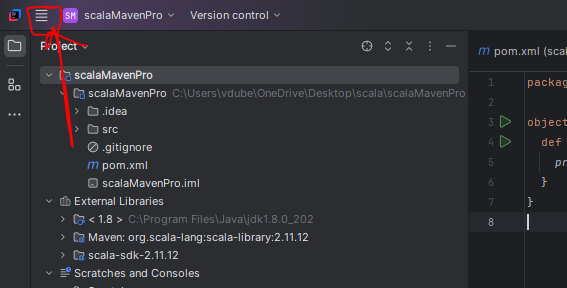 SM scalaMavenPro Version control
Project
pom.xml (sca
scalaMavenPro
scalaMavenPro C:\Users\vdube\OneDrive\Desktop\scala\scalaMavenPro
.idea
src
.gitignore
pom.xml
scalaMavenPro.iml
External Libraries
< 1.8 > C:\Program Files\Java\jdk1.8.0_202
Maven: org.scala-lang:scala-library:2.11.12
scala-sdk-2.11.12
Scratches and Consoles
1 packag
2
3 object
4 def
5 pr
6 }
7 }
8